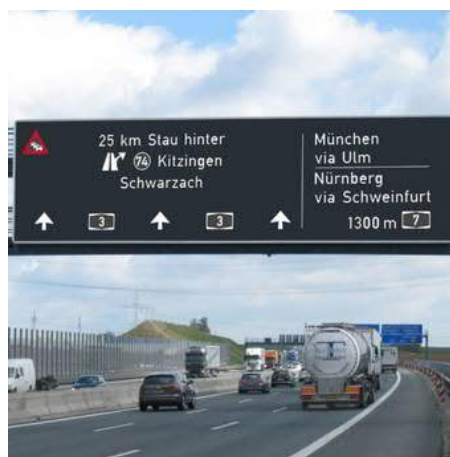 25 km Stau hinter
74 Kitzingen
Schwarzach
3
3
München
via Ulm
Nürnberg
via Schweinfurt
1300 m 7